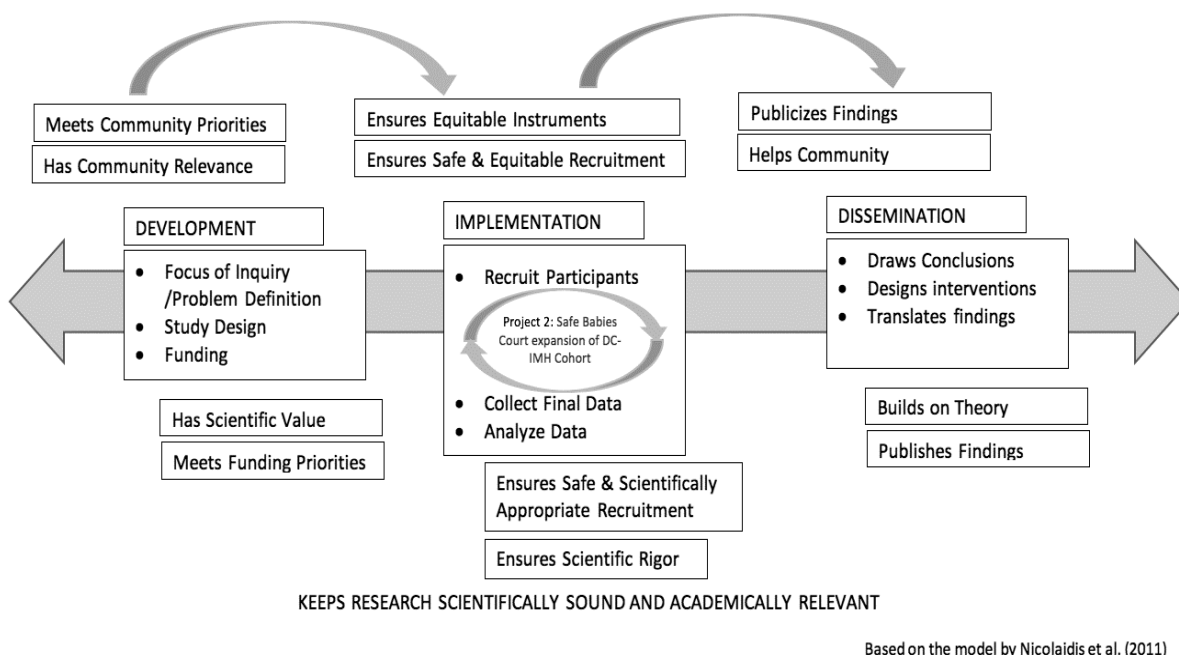 Meets Community Priorities
Has Community Relevance
Ensures Equitable Instruments
Ensures Safe & Equitable Recruitment
Publicizes Findings
Helps Community
DEVELOPMENT
• Focus of Inquiry
/Problem Definition
• Study Design
• Funding
IMPLEMENTATION
• Recruit Participants
Project 2: Safe Babies
Court expansion of DC-
IMH Cohort
• Collect Final Data
• Analyze Data
DISSEMINATION
• Draws Conclusions
• Designs interventions
• Translates findings
Has Scientific Value
Meets Funding Priorities
Ensures Safe & Scientifically
Appropriate Recruitment
Ensures Scientific Rigor
Builds on Theory
Publishes Findings
KEEPS RESEARCH SCIENTIFICALLY SOUND AND ACADEMICALLY RELEVANT
Based on the model by Nicolaidis et al. (2011)